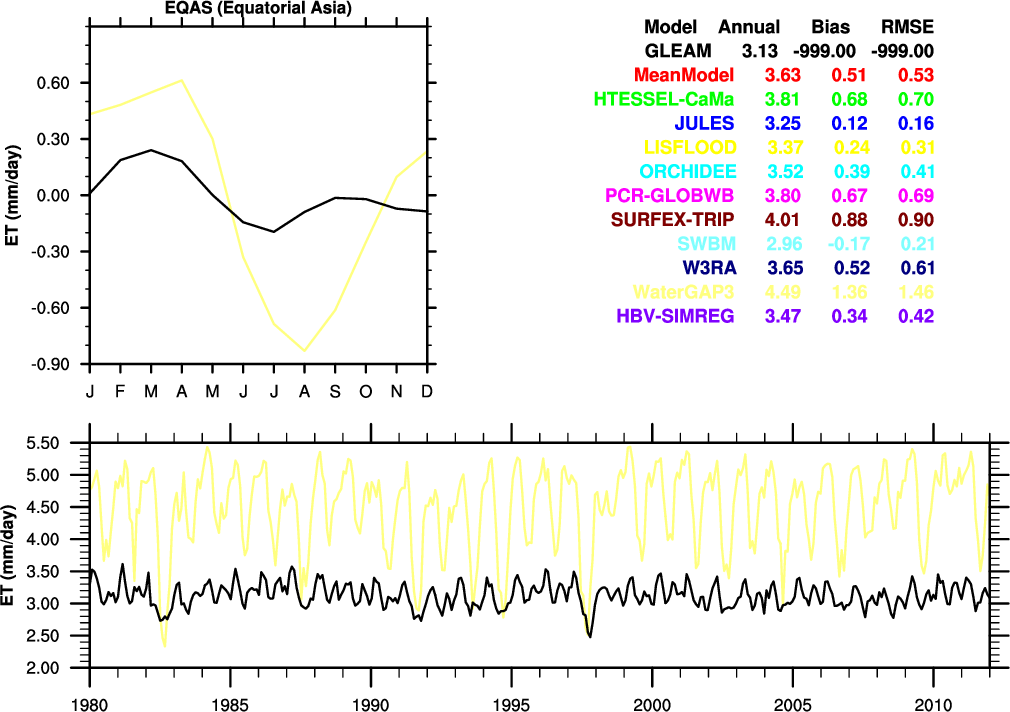 EQAS (Equatorial Asia)
ET (mm/day)
0.60
0.30
0.00
-0.30
-0.60
-0.90
J F M A M J J A S O N D
Model Annual Bias RMSE
GLEAM 3.13 -999.00 -999.00
MeanModel 3.63 0.51 0.53
HTESSEL-CaMa 3.81 0.68 0.70
JULES 3.25 0.12 0.16
LISFLOOD 3.37 0.24 0.31
ORCHIDEE 3.52 0.39 0.41
PCR-GLOBWB 3.80 0.67 0.69
SURFEX-TRIP 4.01 0.88 0.90
SWBM 2.96 -0.17 0.21
W3RA 3.65 0.52 0.61
WaterGAP3 4.49 1.36 1.46
HBV-SIMREG 3.47 0.34 0.42
ET (mm/day)
5.50
5.00
4.50
4.00
3.50
3.00
2.50
2.00
1980 1985 1990 1995 2000 2005 2010